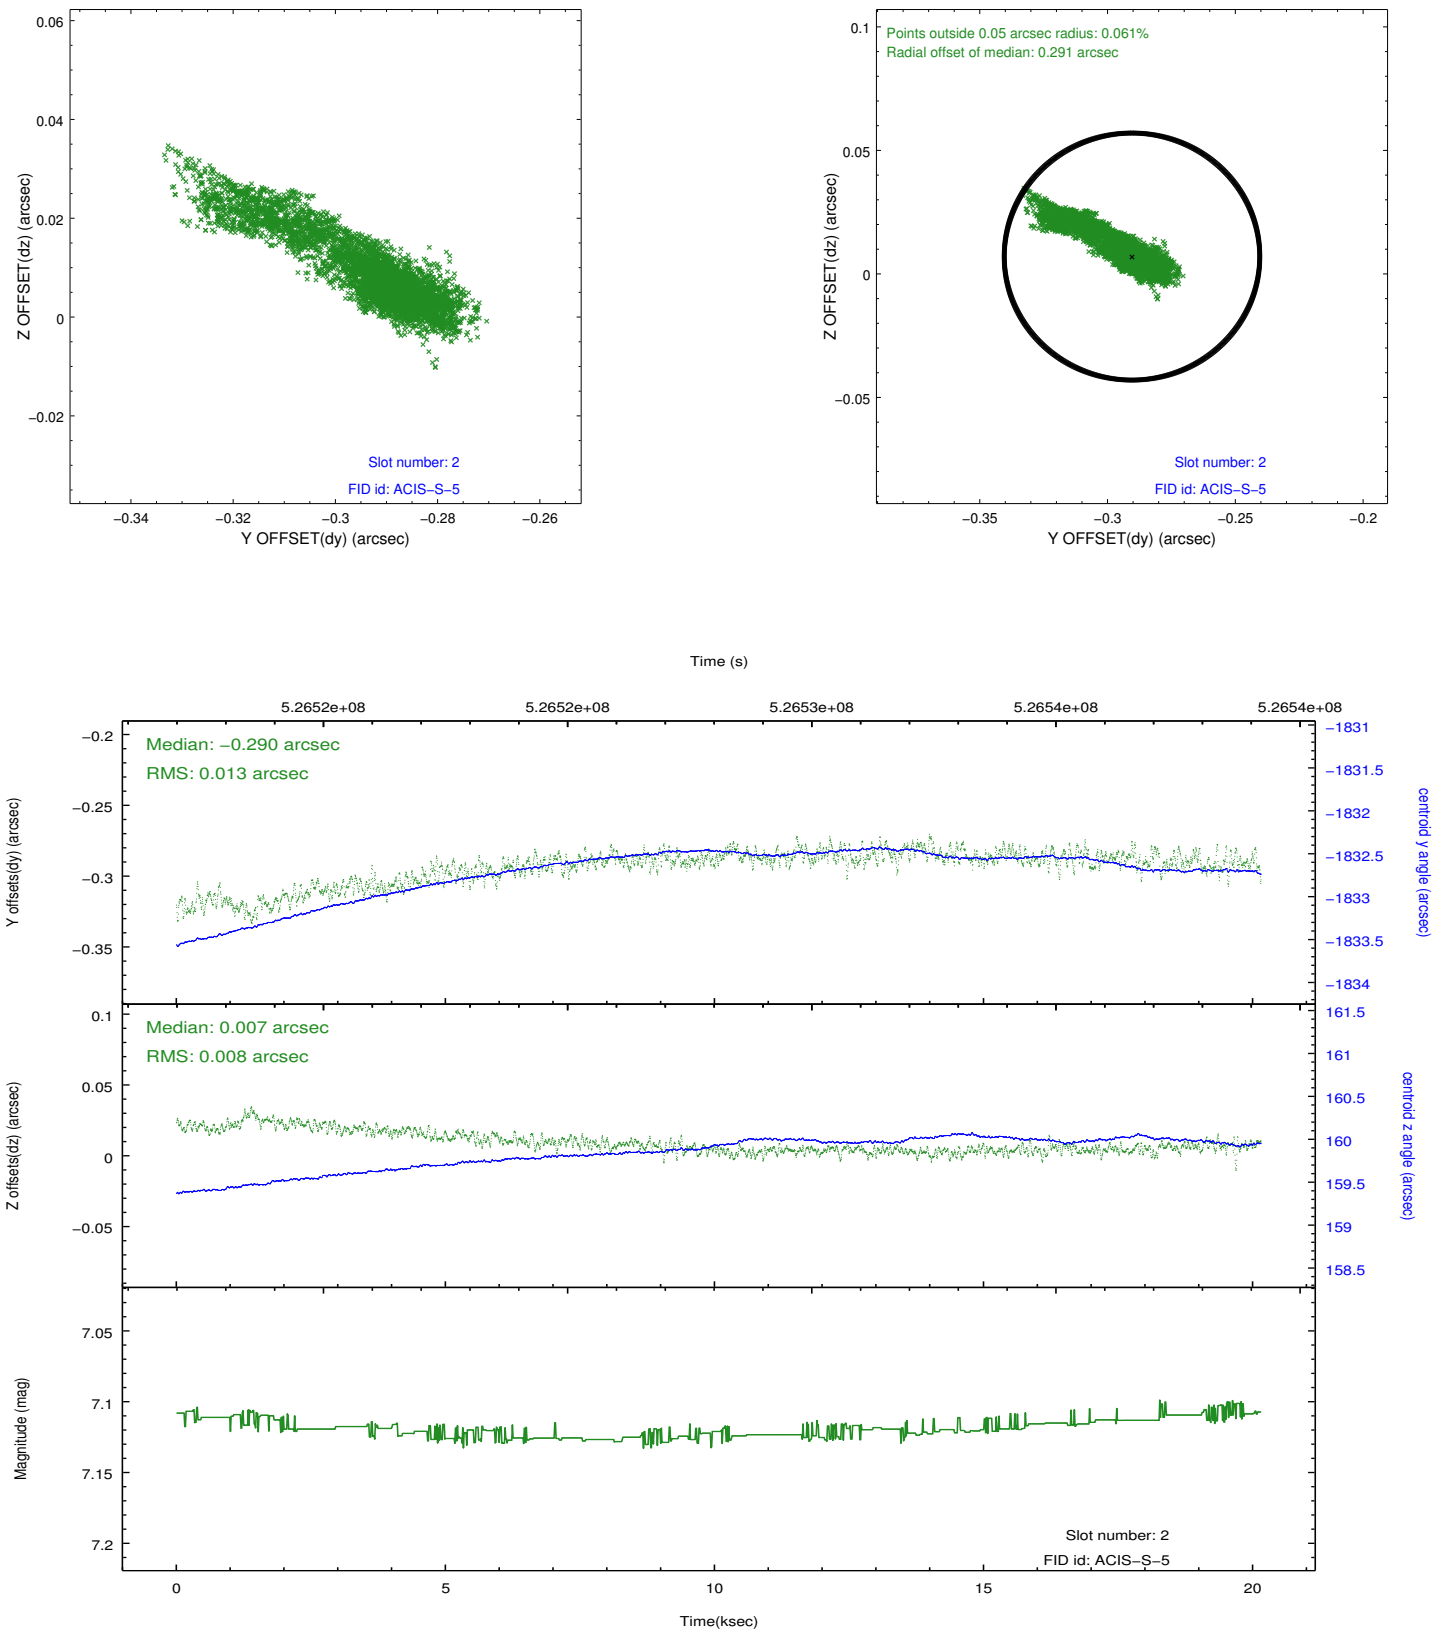 0.06
0.04
0.02
0
−0.02
Z OFFSET(dz) (arcsec)
Slot number: 2
FID id: ACIS−S−5
−0.34 −0.32 −0.3 −0.28 −0.26
Y OFFSET(dy) (arcsec)
Points outside 0.05 arcsec radius: 0.061%
Radial offset of median: 0.291 arcsec
0.1
0.05
0
−0.05
Z OFFSET(dz) (arcsec)
Slot number: 2
FID id: ACIS−S−5
−0.35 −0.3 −0.25 −0.2
Y OFFSET(dy) (arcsec)
Time (s)
5.2652e+08 5.2652e+08 5.2653e+08 5.2654e+08 5.2654e+08
Median: −0.290 arcsec
RMS: 0.013 arcsec
−0.2
−0.25
−0.3
−0.35
Y offsets(dy) (arcsec)
−1831
−1831.5
−1832
−1832.5
−1833
−1833.5
−1834
centroid y angle (arcsec)
Median: 0.007 arcsec
RMS: 0.008 arcsec
0.1
0.05
0
−0.05
Z offsets(dz) (arcsec)
161.5
161
160.5
160
159.5
159
158.5
centroid z angle (arcsec)
7.05
7.1
7.15
7.2
Magnitude (mag)
Slot number: 2
FID id: ACIS−S−5
0 5 10 15 20
Time(ksec)